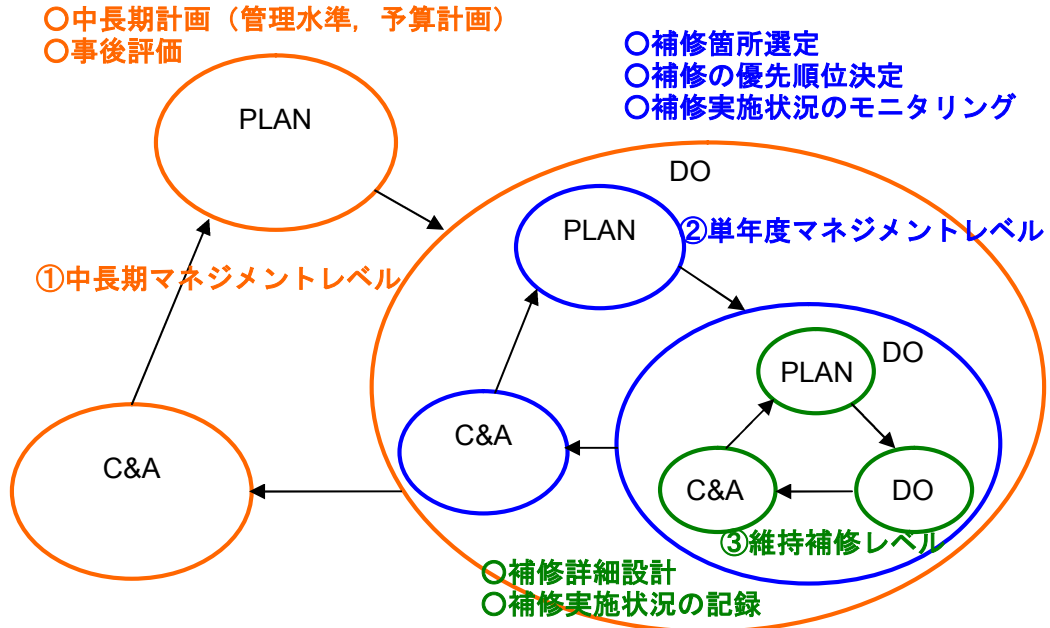 ○中長期計画（管理水準，予算計画）
○事後評価
PLAN
○補修箇所選定
○補修の優先順位決定
○補修実施状況のモニタリング
DO
PLAN
②単年度マネジメントレベル
①中長期マネジメントレベル
DO
PLAN
C&A
C&A
C&A
DO
③維持補修レベル
○補修詳細設計
○補修実施状況の記録